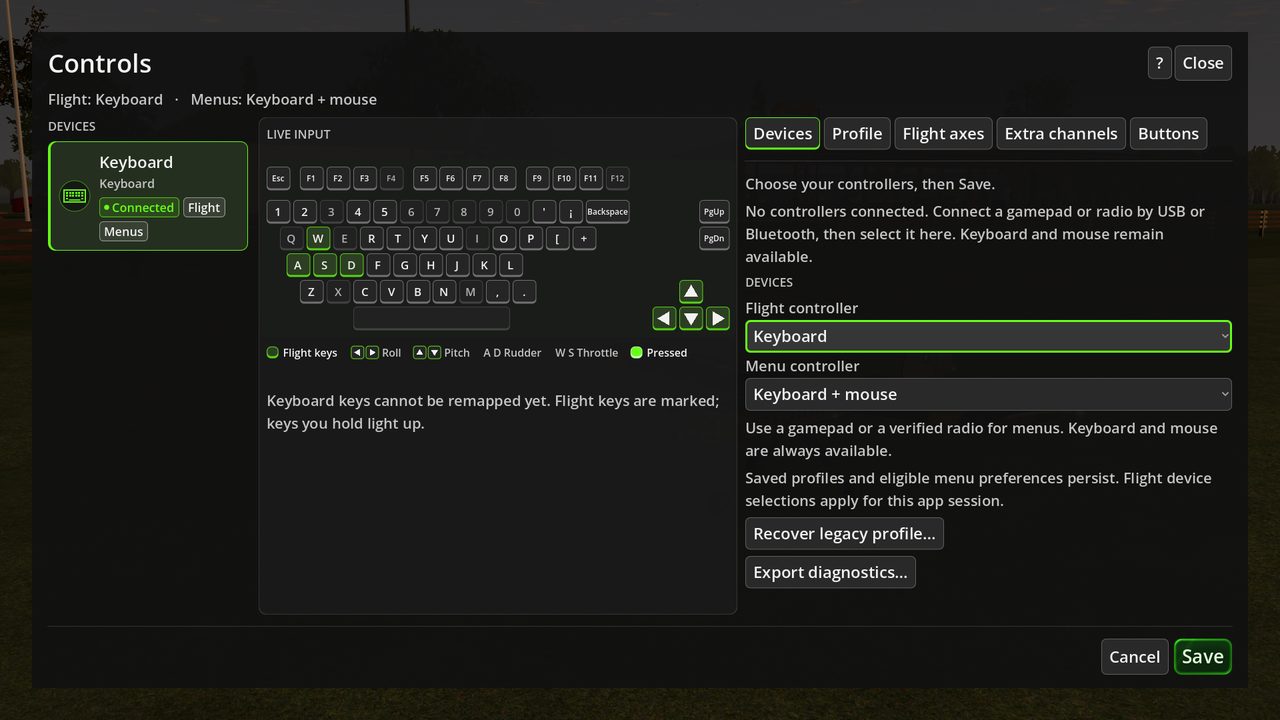 Controls
? Close
Flight: Keyboard · Menus: Keyboard + mouse
DEVICES
Keyboard
Keyboard
• Connected Flight
Menus
LIVE INPUT
Esc F1 F2 F3 F4 F5 F6 F7 F8 F9 F10 F11 F12
1 2 3 4 5 6 7 8 9 0 ' ¡ Backspace PgUp
Q W E R T Y U I O P [ + PgDn
A S D F G H J K L
Z X C V B N M , .
Flight keys Roll Pitch A D Rudder W S Throttle Pressed
Keyboard keys cannot be remapped yet. Flight keys are marked;
keys you hold light up.
Devices Profile Flight axes Extra channels Buttons
Choose your controllers, then Save.
No controllers connected. Connect a gamepad or radio by USB or
Bluetooth, then select it here. Keyboard and mouse remain
available.
DEVICES
Flight controller
Keyboard
Menu controller
Keyboard + mouse
Use a gamepad or a verified radio for menus. Keyboard and mouse
are always available.
Saved profiles and eligible menu preferences persist. Flight device
selections apply for this app session.
Recover legacy profile...
Export diagnostics...
Cancel Save